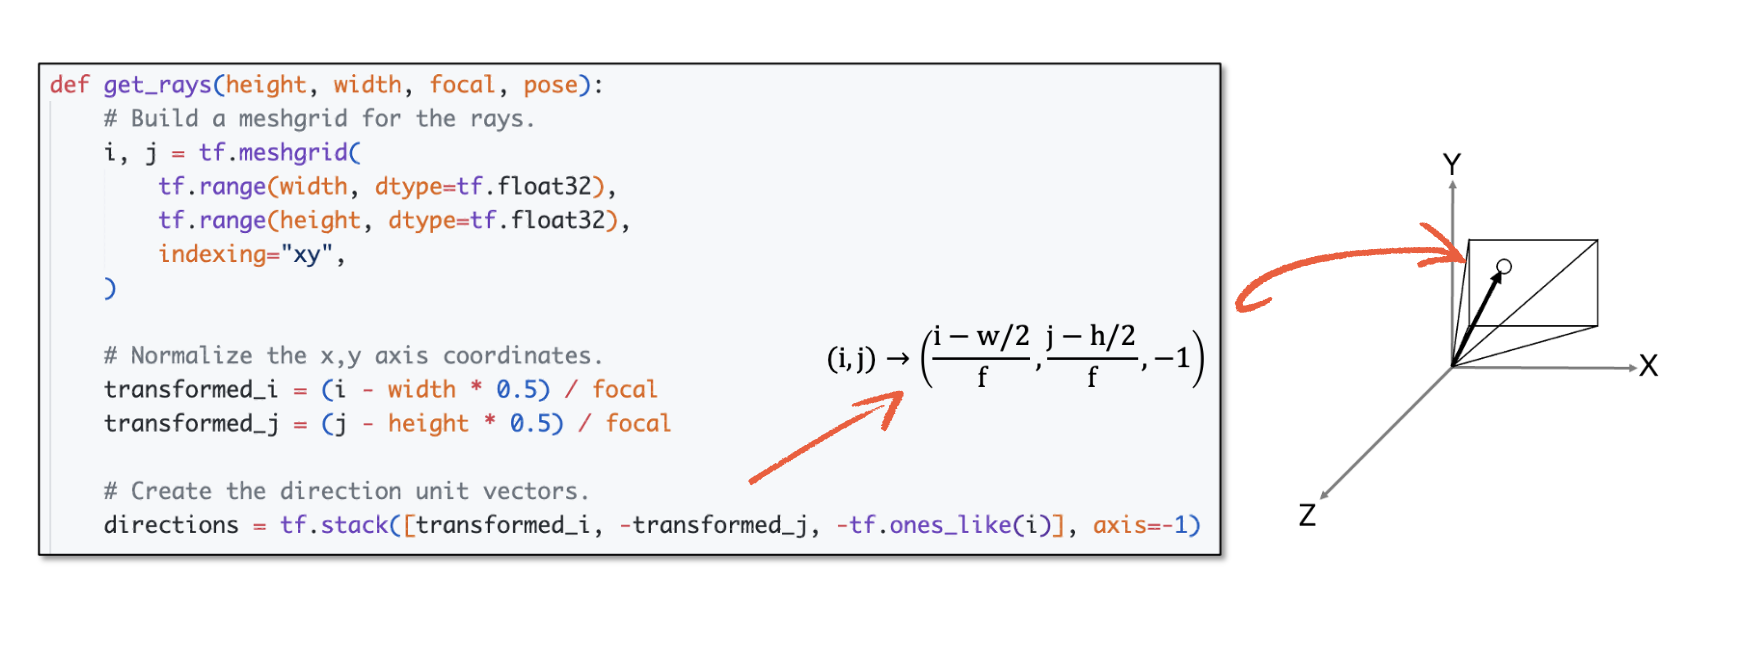 def get_rays(height, width, focal, pose):
# Build a meshgrid for the rays.
i, j = tf.meshgrid(
tf.range(width, dtype=tf.float32),
tf.range(height, dtype=tf.float32),
indexing="xy",
)
# Normalize the x,y axis coordinates.
transformed_i = (i - width * 0.5) / focal
transformed_j = (j - height * 0.5) / focal
(i, j) → ((i − w/2)/f, (j − h/2)/f, −1)
# Create the direction unit vectors.
directions = tf.stack([transformed_i, -transformed_j, -tf.ones_like(i)], axis=-1)
Y
X
Z